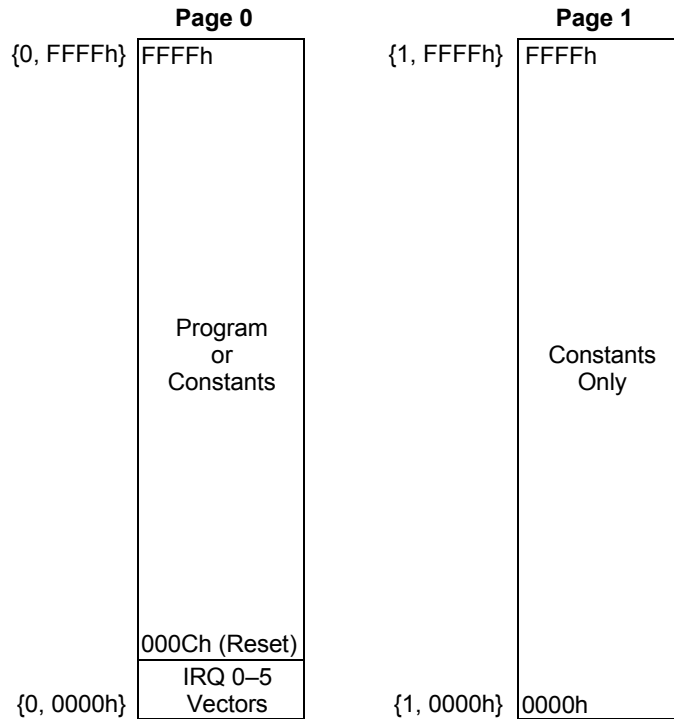 Page 0
{0, FFFFh}
FFFFh
Program
or
Constants
000Ch (Reset)
IRQ 0–5
Vectors
{0, 0000h}
Page 1
{1, FFFFh}
FFFFh
Constants
Only
{1, 0000h}
0000h